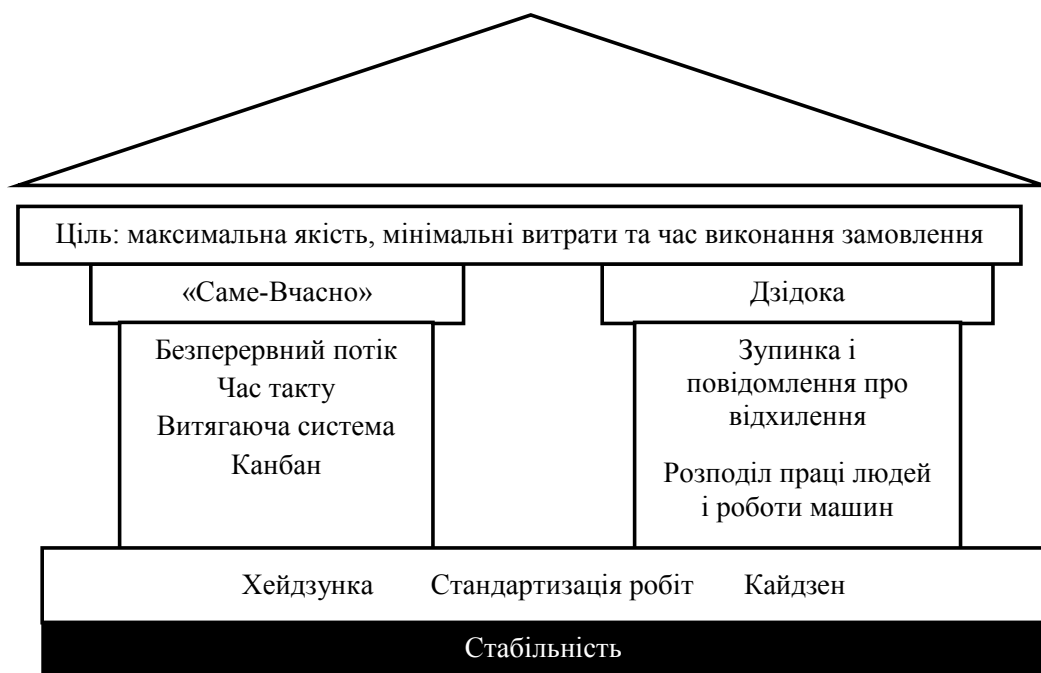 Ціль: максимальна якість, мінімальні витрати та час виконання замовлення
«Саме-Вчасно»
Дзідока
Безперервний потік
Час такту
Витягаюча система
Канбан
Зупинка і
повідомлення про
відхилення
Розподіл праці людей
і роботи машин
Хейдзунка Стандартизація робіт Кайдзен
Стабільність